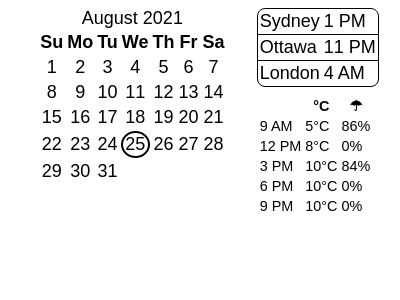 August 2021
Su Mo Tu We Th Fr Sa
1 2 3 4 5 6 7
8 9 10 11 12 13 14
15 16 17 18 19 20 21
22 23 24 25 26 27 28
29 30 31
Sydney 1 PM
Ottawa 11 PM
London 4 AM
°C ☂
9 AM 5°C 86%
12 PM 8°C 0%
3 PM 10°C 84%
6 PM 10°C 0%
9 PM 10°C 0%